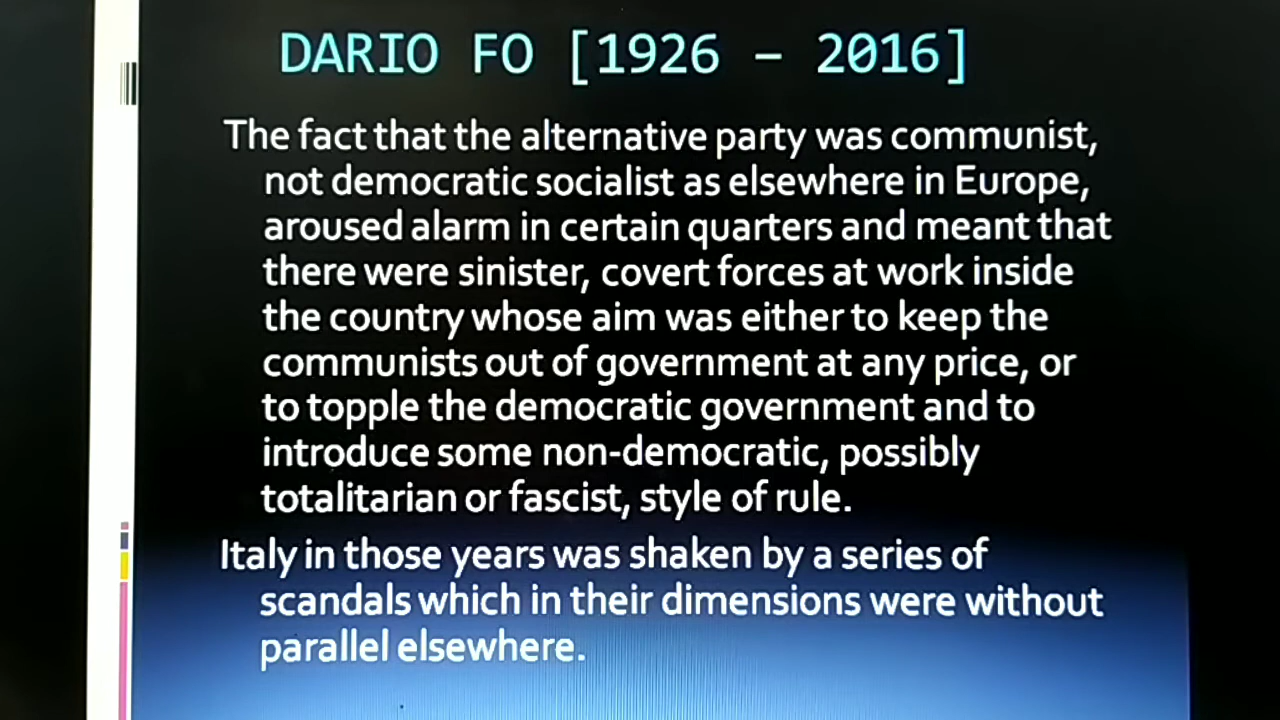 DARIO FO [1926 – 2016]
The fact that the alternative party was communist,
not democratic socialist as elsewhere in Europe,
aroused alarm in certain quarters and meant that
there were sinister, covert forces at work inside
the country whose aim was either to keep the
communists out of government at any price, or
to topple the democratic government and to
introduce some non-democratic, possibly
totalitarian or fascist, style of rule.
Italy in those years was shaken by a series of
scandals which in their dimensions were without
parallel elsewhere.